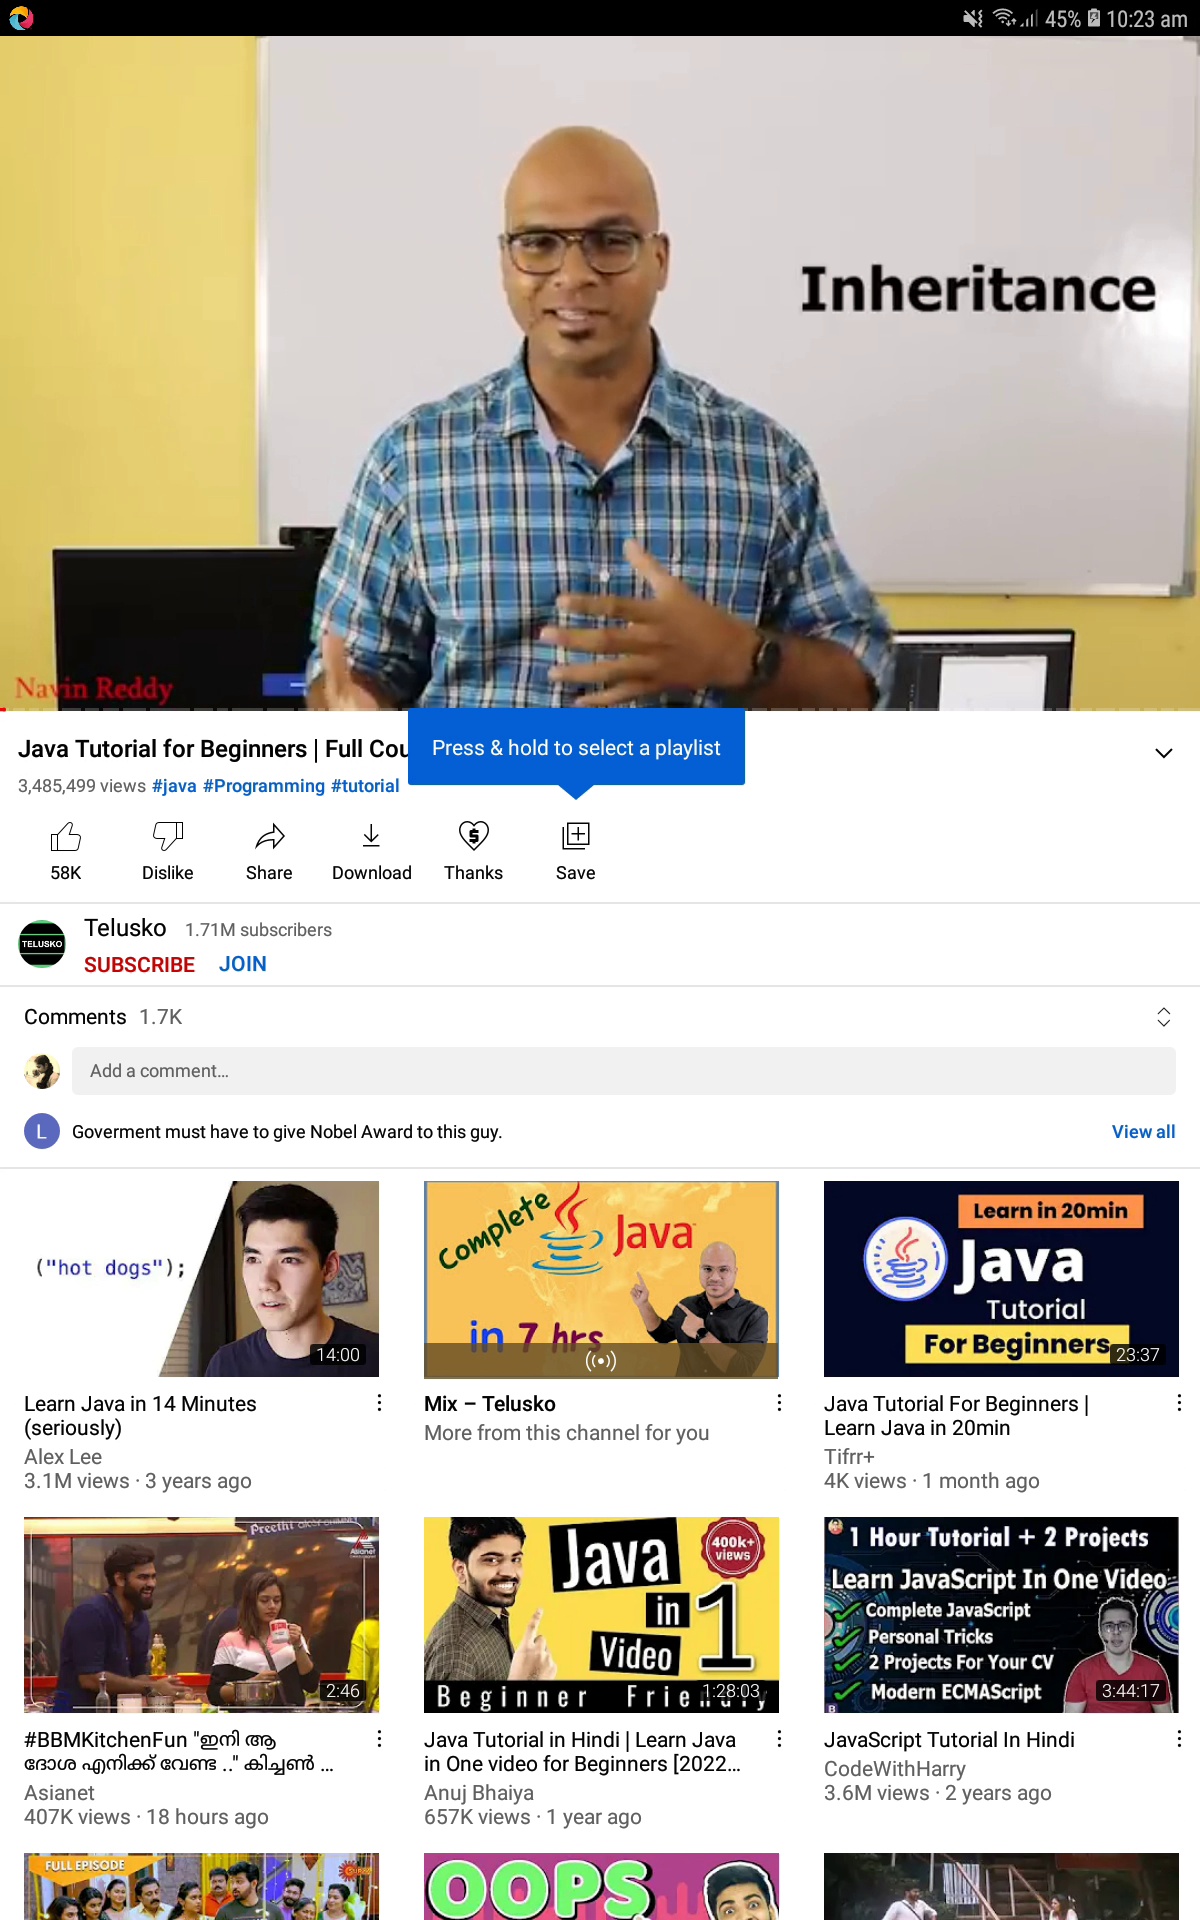 45% 10:23 am
Inheritance
Navin Reddy
Press & hold to select a playlist
Java Tutorial for Beginners | Full Cou
3,485,499 views #java #Programming #tutorial
58K Dislike Share Download Thanks Save
TELUSKO
Telusko 1.71M subscribers
SUBSCRIBE JOIN
Comments 1.7K
Add a comment...
L Goverment must have to give Nobel Award to this guy. View all
("hot dogs");
14:00
Learn Java in 14 Minutes
(seriously)
Alex Lee
3.1M views · 3 years ago
Complete
Java
in 7 hrs
Mix – Telusko
More from this channel for you
Learn in 20min
Java
Tutorial
For Beginners
23:37
Java Tutorial For Beginners |
Learn Java in 20min
Tifrr+
4K views · 1 month ago
Preethi
Asianet
2:46
#BBMKitchenFun "ഇനി ആ
ദോശ എനിക്ക് വേണ്ട .." കിച്ചൺ ...
Asianet
407K views · 18 hours ago
Java
in 1
Video
400k+
views
Beginner
1:28:03
Java Tutorial in Hindi | Learn Java
in One video for Beginners [2022...
Anuj Bhaiya
657K views · 1 year ago
1 Hour Tutorial + 2 Projects
Learn JavaScript In One Video
Complete JavaScript
Personal Tricks
2 Projects For Your CV
Modern ECMAScript
3:44:17
JavaScript Tutorial In Hindi
CodeWithHarry
3.6M views · 2 years ago
FULL EPISODE
OOPS